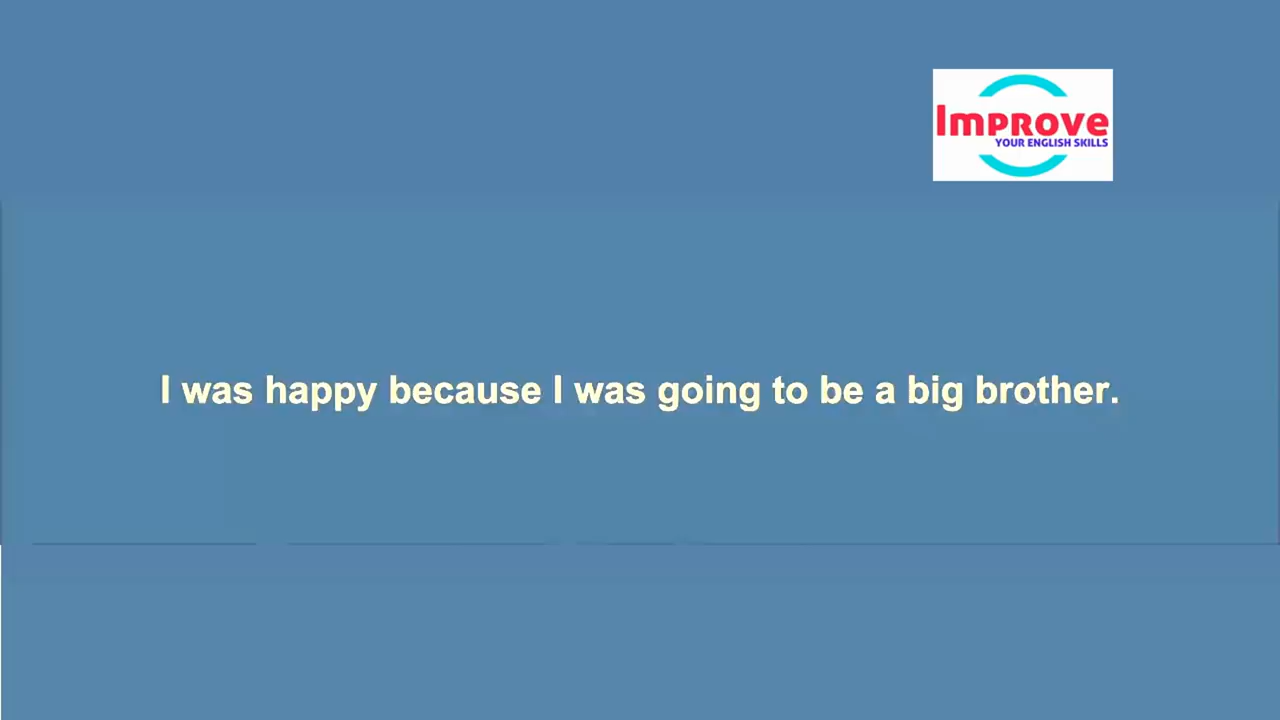 Improve
YOUR ENGLISH SKILLS
I was happy because I was going to be a big brother.